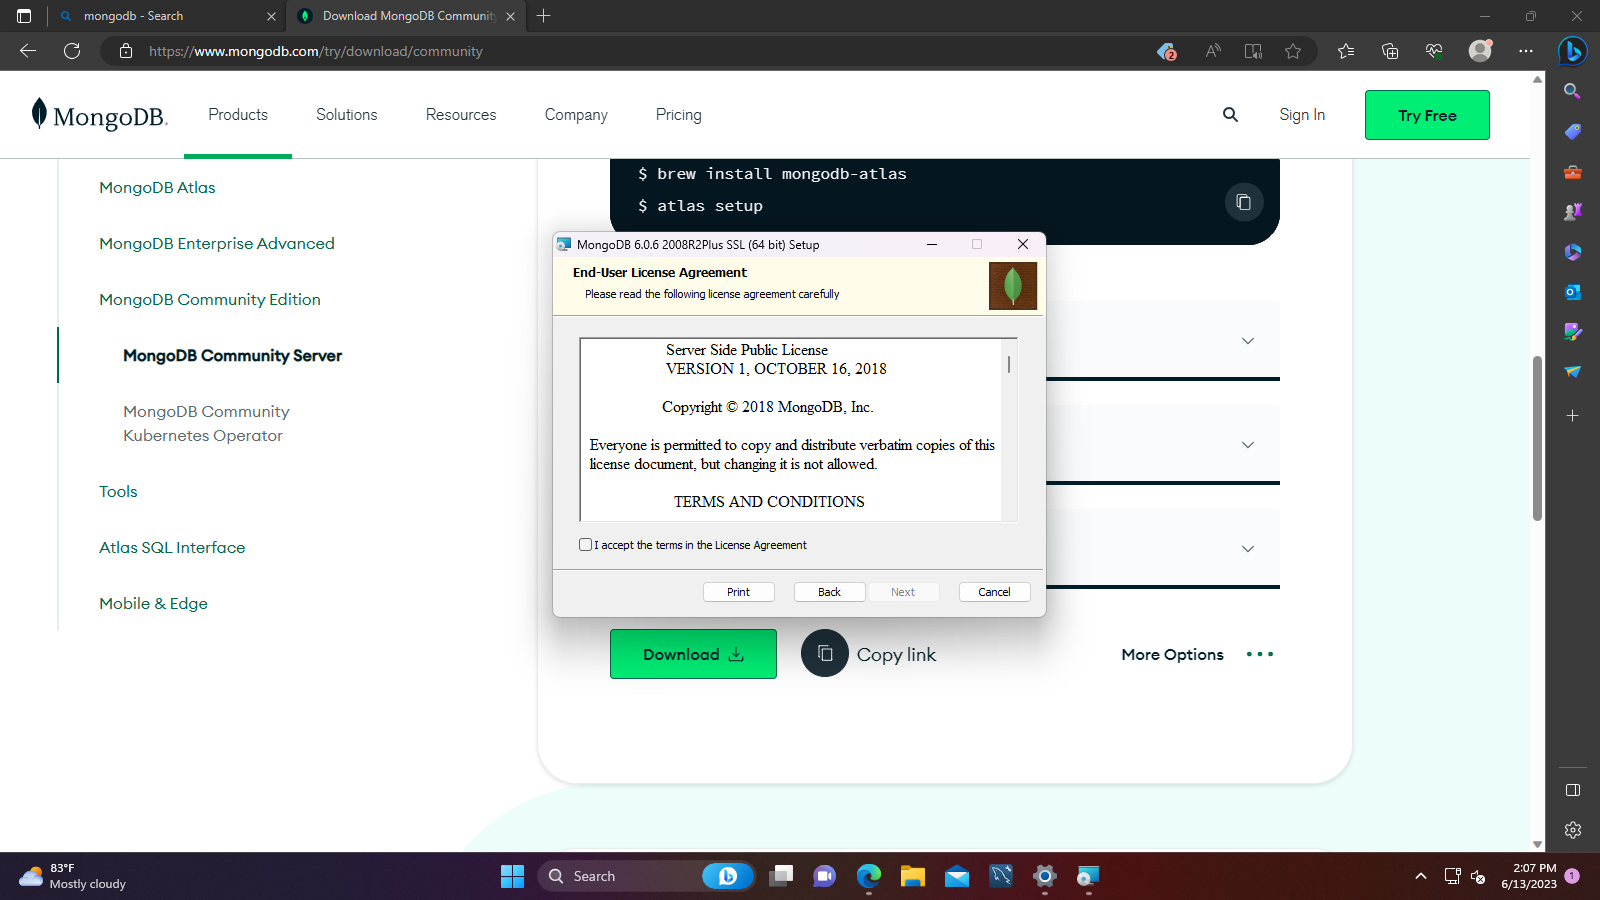 mongodb - Search
Download MongoDB Community
https://www.mongodb.com/try/download/community
2
MongoDB.
Products
Solutions
Resources
Company
Pricing
Sign In
Try Free
MongoDB Atlas
MongoDB Enterprise Advanced
MongoDB Community Edition
MongoDB Community Server
MongoDB Community
Kubernetes Operator
Tools
Atlas SQL Interface
Mobile & Edge
$ brew install mongodb-atlas
$ atlas setup
MongoDB 6.0.6 2008R2Plus SSL (64 bit) Setup
End-User License Agreement
Please read the following license agreement carefully
Server Side Public License
VERSION 1, OCTOBER 16, 2018
Copyright © 2018 MongoDB, Inc.
Everyone is permitted to copy and distribute verbatim copies of this
license document, but changing it is not allowed.
TERMS AND CONDITIONS
I accept the terms in the License Agreement
Print
Back
Next
Cancel
Download
Copy link
More Options
83°F
Mostly cloudy
Search
2:07 PM
6/13/2023
1